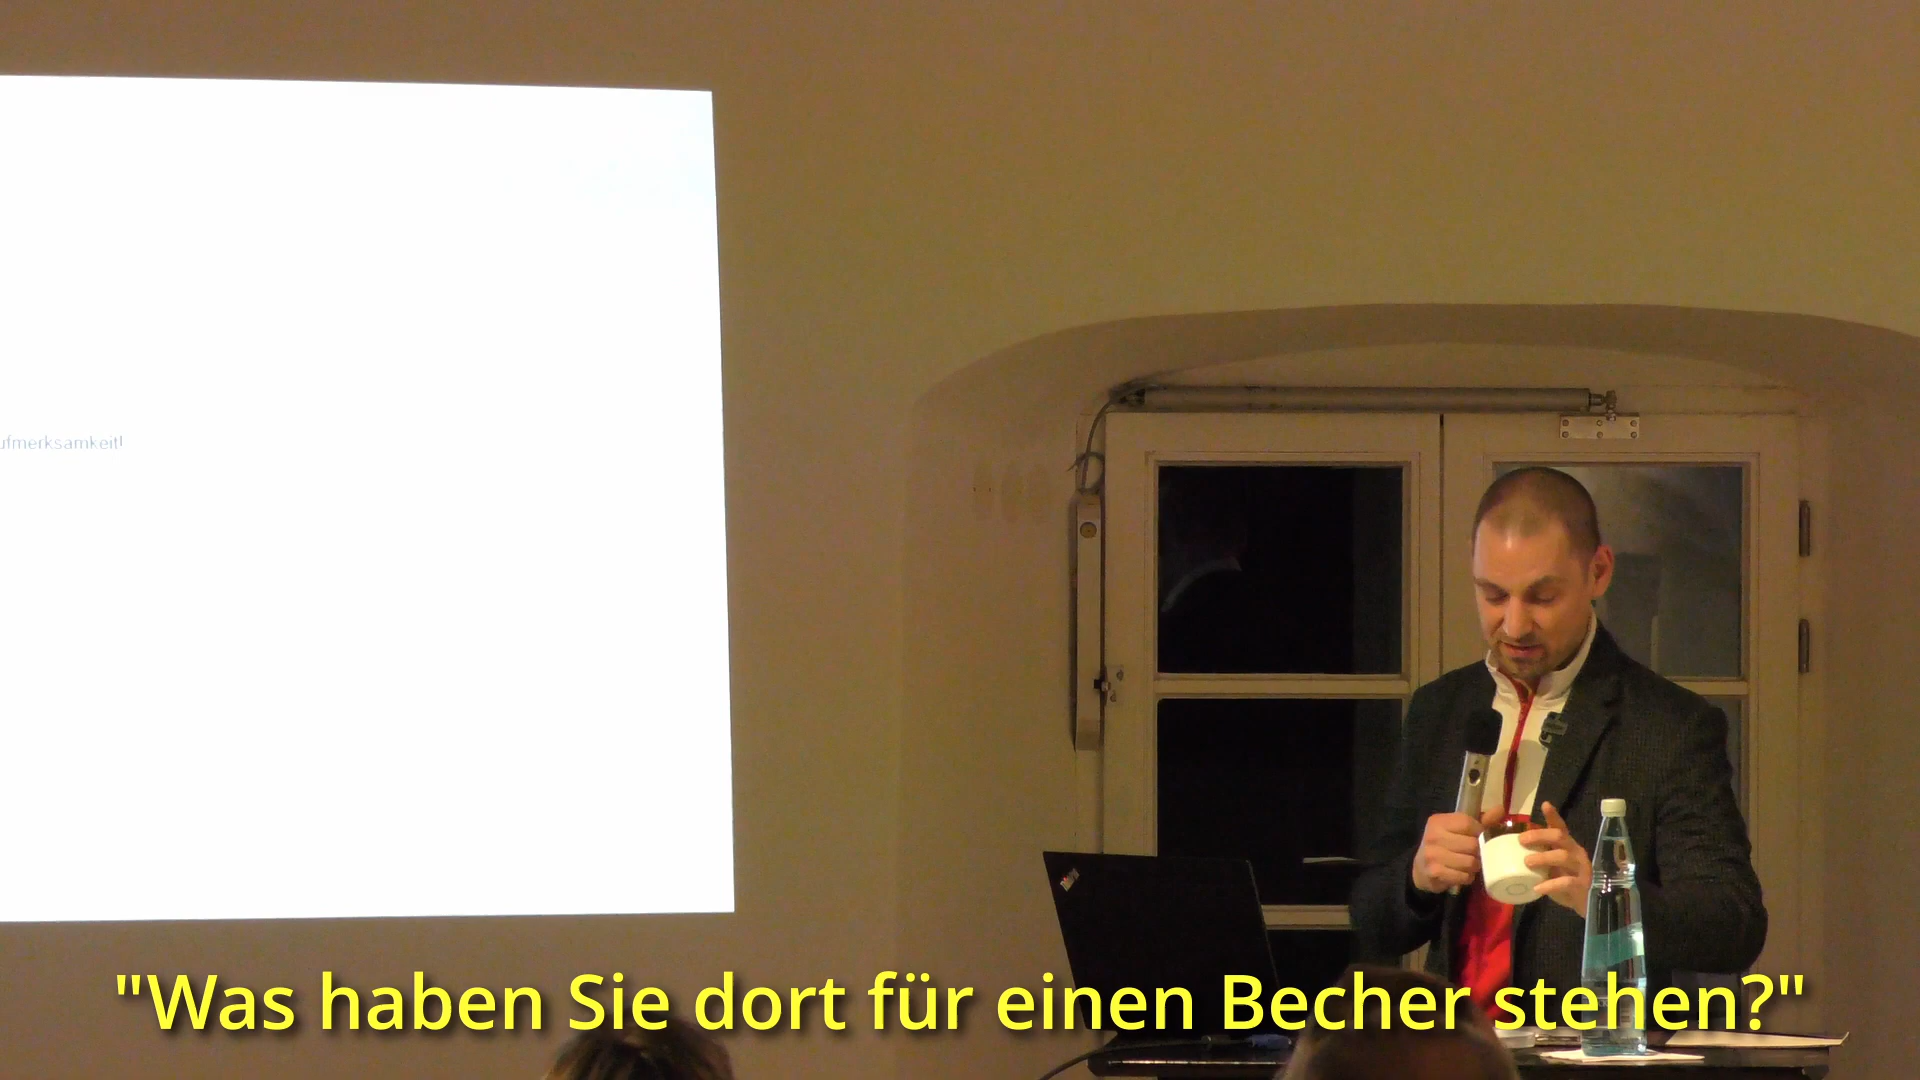 ufmerksamkeit!
"Was haben Sie dort für einen Becher stehen?"